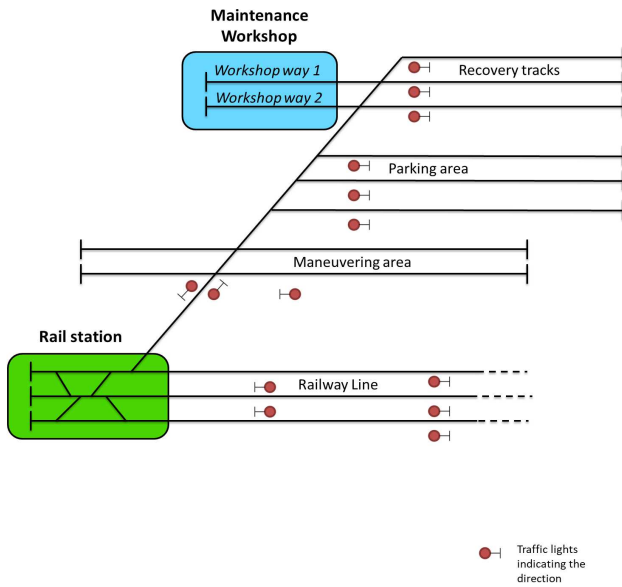 Maintenance
Workshop
Workshop way 1
Recovery tracks
Workshop way 2
Parking area
Maneuvering area
Rail station
Railway Line
Traffic lights
indicating the
direction